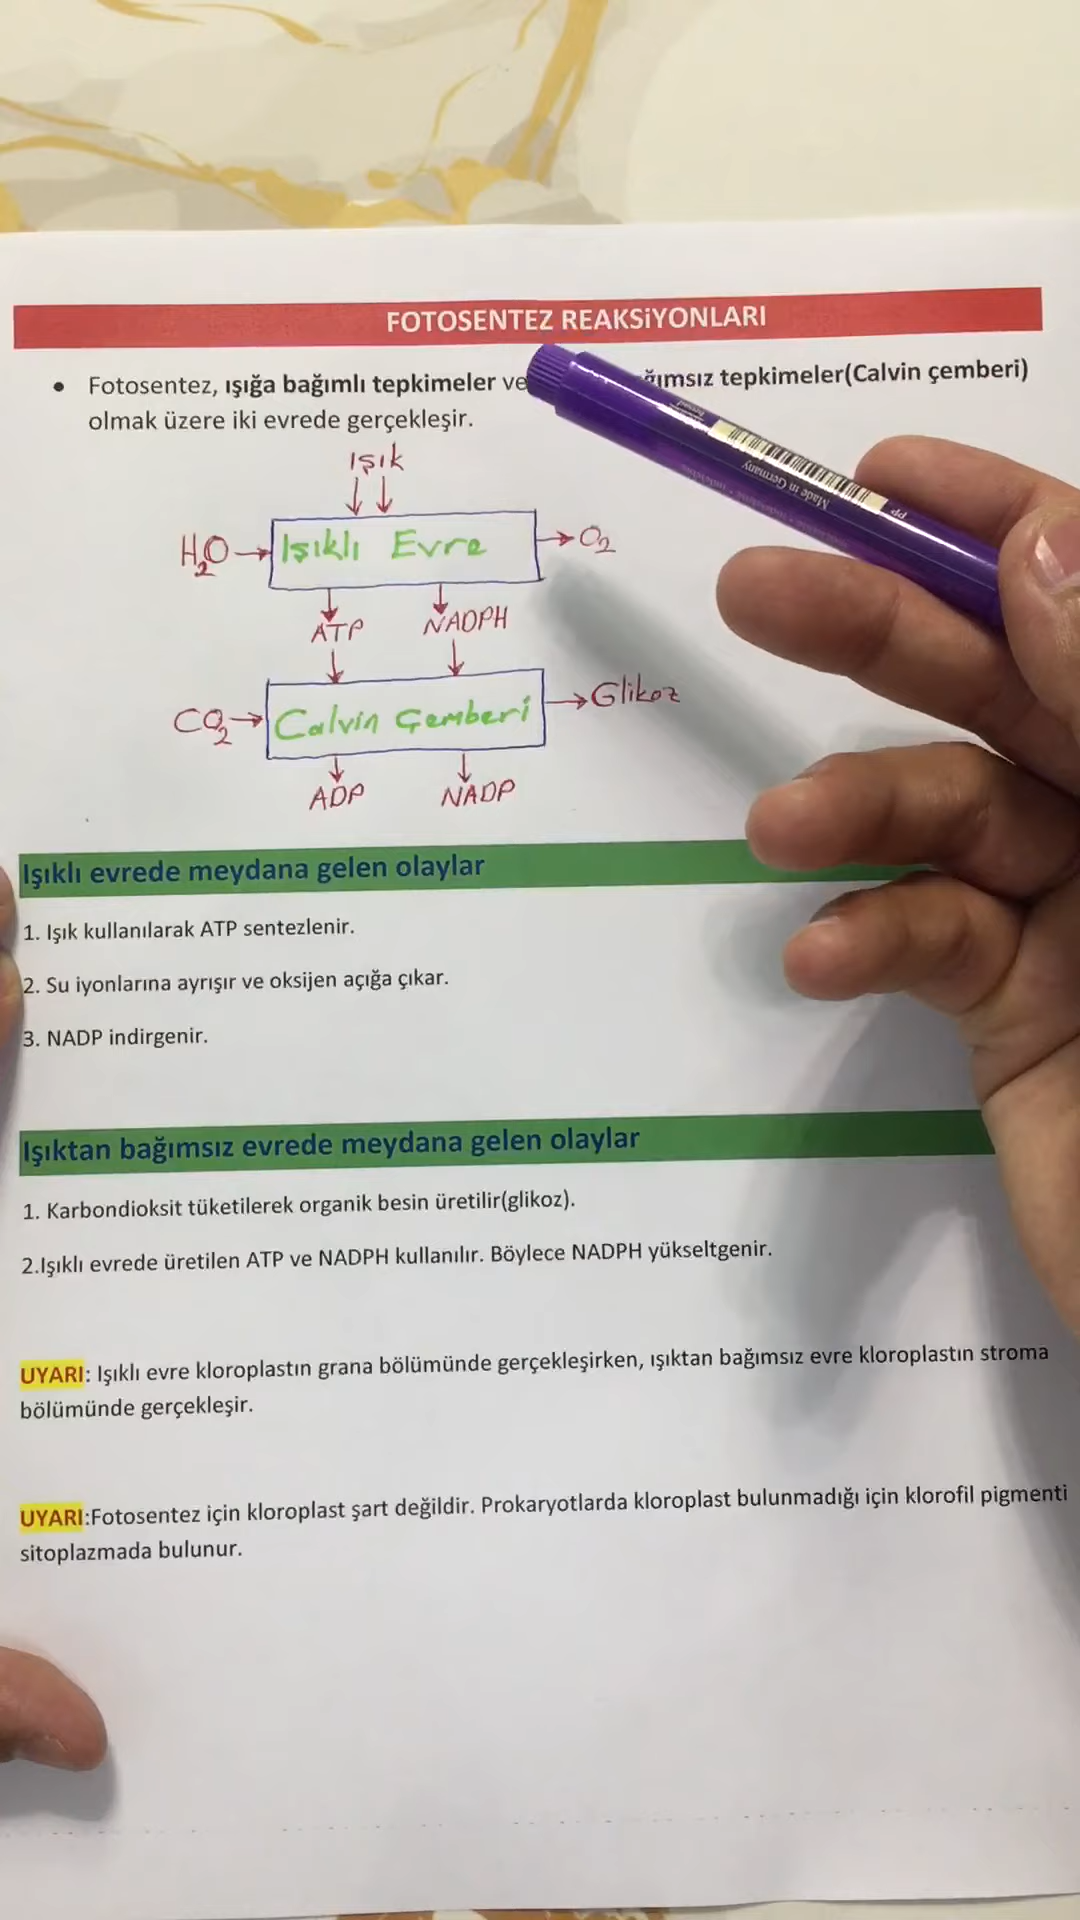 FOTOSENTEZ REAKSiYONLARI
• Fotosentez, ışığa bağımlı tepkimeler ve tepkimeler(Calvin çemberi)
olmak üzere iki evrede gerçekleşir.
Işık
H2O → Işıklı Evre → O2
ATP NADPH
CO2 → Calvin Çemberi → Glikoz
ADP NADP
Işıklı evrede meydana gelen olaylar
1. Işık kullanılarak ATP sentezlenir.
2. Su iyonlarına ayrışır ve oksijen açığa çıkar.
3. NADP indirgenir.
Işıktan bağımsız evrede meydana gelen olaylar
1. Karbondioksit tüketilerek organik besin üretilir(glikoz).
2.Işıklı evrede üretilen ATP ve NADPH kullanılır. Böylece NADPH yükseltgenir.
UYARI: Işıklı evre kloroplastın grana bölümünde gerçekleşirken, ışıktan bağımsız evre kloroplastın stroma
bölümünde gerçekleşir.
UYARI:Fotosentez için kloroplast şart değildir. Prokaryotlarda kloroplast bulunmadığı için klorofil pigmenti
sitoplazmada bulunur.
Made in Germany
PP